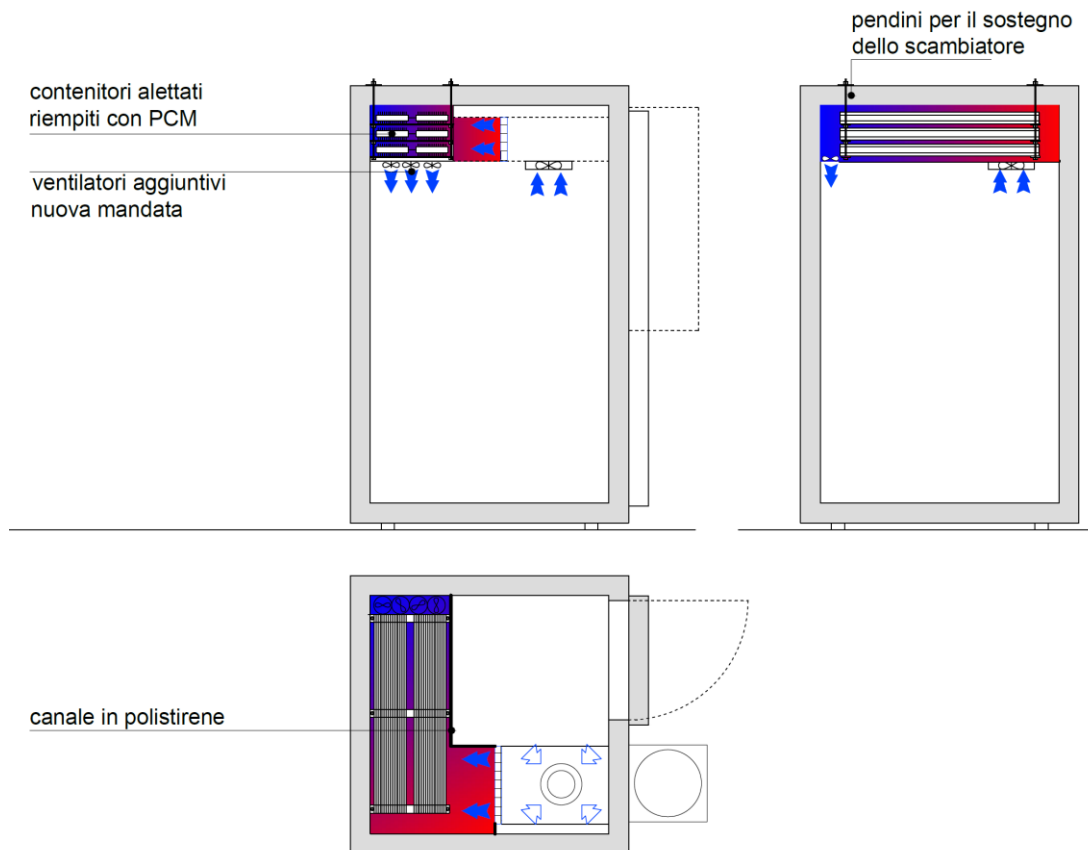 pendini per il sostegno
dello scambiatore
contenitori alettati
riempiti con PCM
ventilatori aggiuntivi
nuova mandata
canale in polistirene